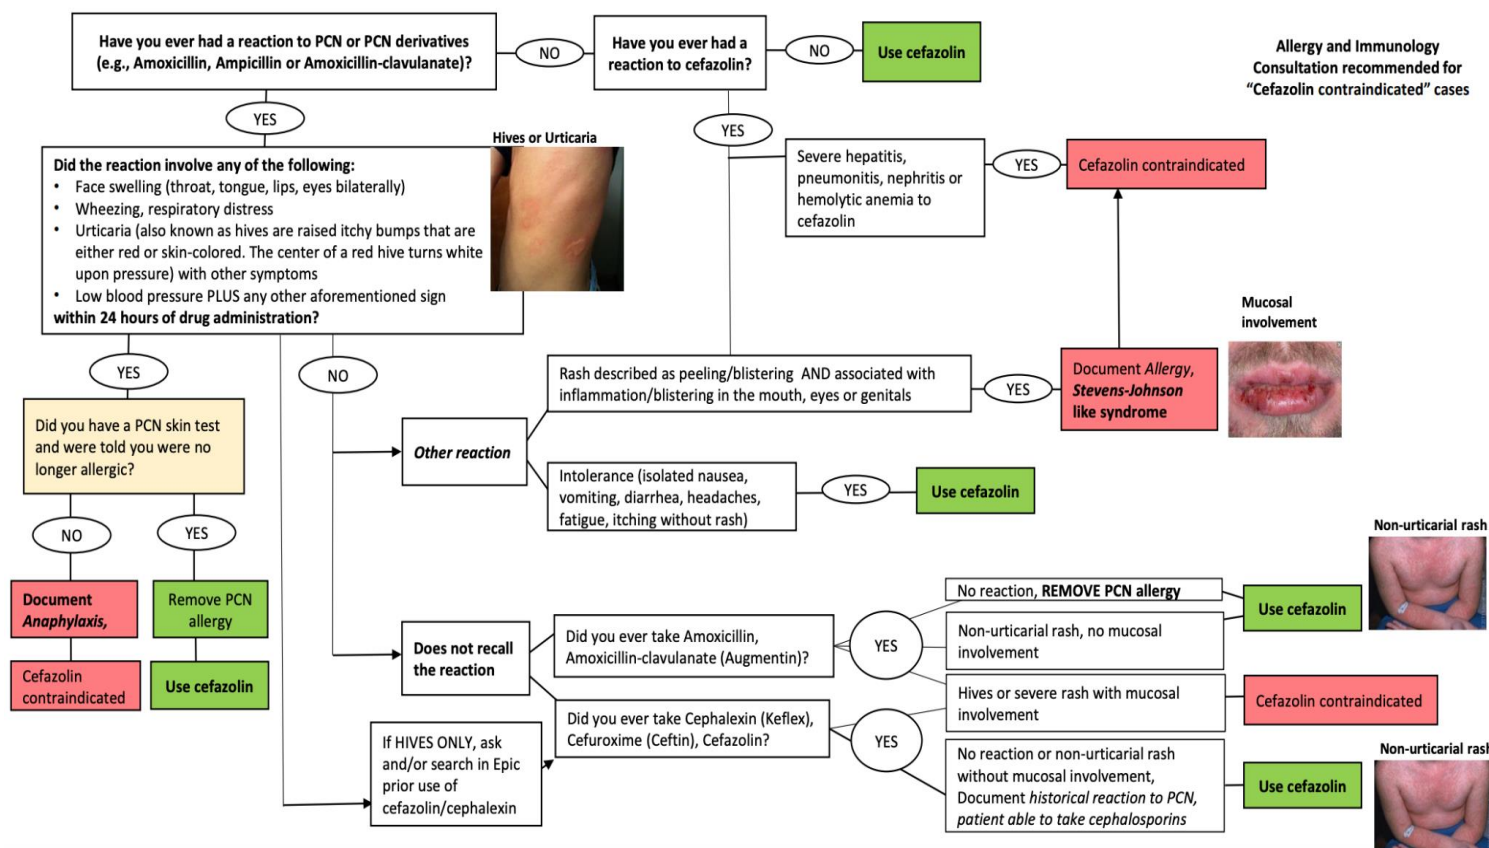 Have you ever had a reaction to PCN or PCN derivatives
(e.g., Amoxicillin, Ampicillin or Amoxicillin-clavulanate)?
NO
Have you ever had a
reaction to cefazolin?
NO
Use cefazolin
Allergy and Immunology
Consultation recommended for
“Cefazolin contraindicated” cases
YES
YES
Hives or Urticaria
Did the reaction involve any of the following:
• Face swelling (throat, tongue, lips, eyes bilaterally)
• Wheezing, respiratory distress
• Urticaria (also known as hives are raised itchy bumps that are
either red or skin-colored. The center of a red hive turns white
upon pressure) with other symptoms
• Low blood pressure PLUS any other aforementioned sign
within 24 hours of drug administration?
Severe hepatitis,
pneumonitis, nephritis or
hemolytic anemia to
cefazolin
YES
Cefazolin contraindicated
Mucosal
involvement
YES
NO
Rash described as peeling/blistering AND associated with
inflammation/blistering in the mouth, eyes or genitals
YES
Document Allergy,
Stevens-Johnson
like syndrome
Did you have a PCN skin test
and were told you were no
longer allergic?
Other reaction
Intolerance (isolated nausea,
vomiting, diarrhea, headaches,
fatigue, itching without rash)
YES
Use cefazolin
NO
YES
Non-urticarial rash
Document
Anaphylaxis,
Remove PCN
allergy
Cefazolin
contraindicated
Use cefazolin
Does not recall
the reaction
Did you ever take Amoxicillin,
Amoxicillin-clavulanate (Augmentin)?
YES
No reaction, REMOVE PCN allergy
Non-urticarial rash, no mucosal
involvement
Use cefazolin
Hives or severe rash with mucosal
involvement
Cefazolin contraindicated
Did you ever take Cephalexin (Keflex),
Cefuroxime (Ceftin), Cefazolin?
YES
If HIVES ONLY, ask
and/or search in Epic
prior use of
cefazolin/cephalexin
No reaction or non-urticarial rash
without mucosal involvement,
Document historical reaction to PCN,
patient able to take cephalosporins
Use cefazolin
Non-urticarial rash